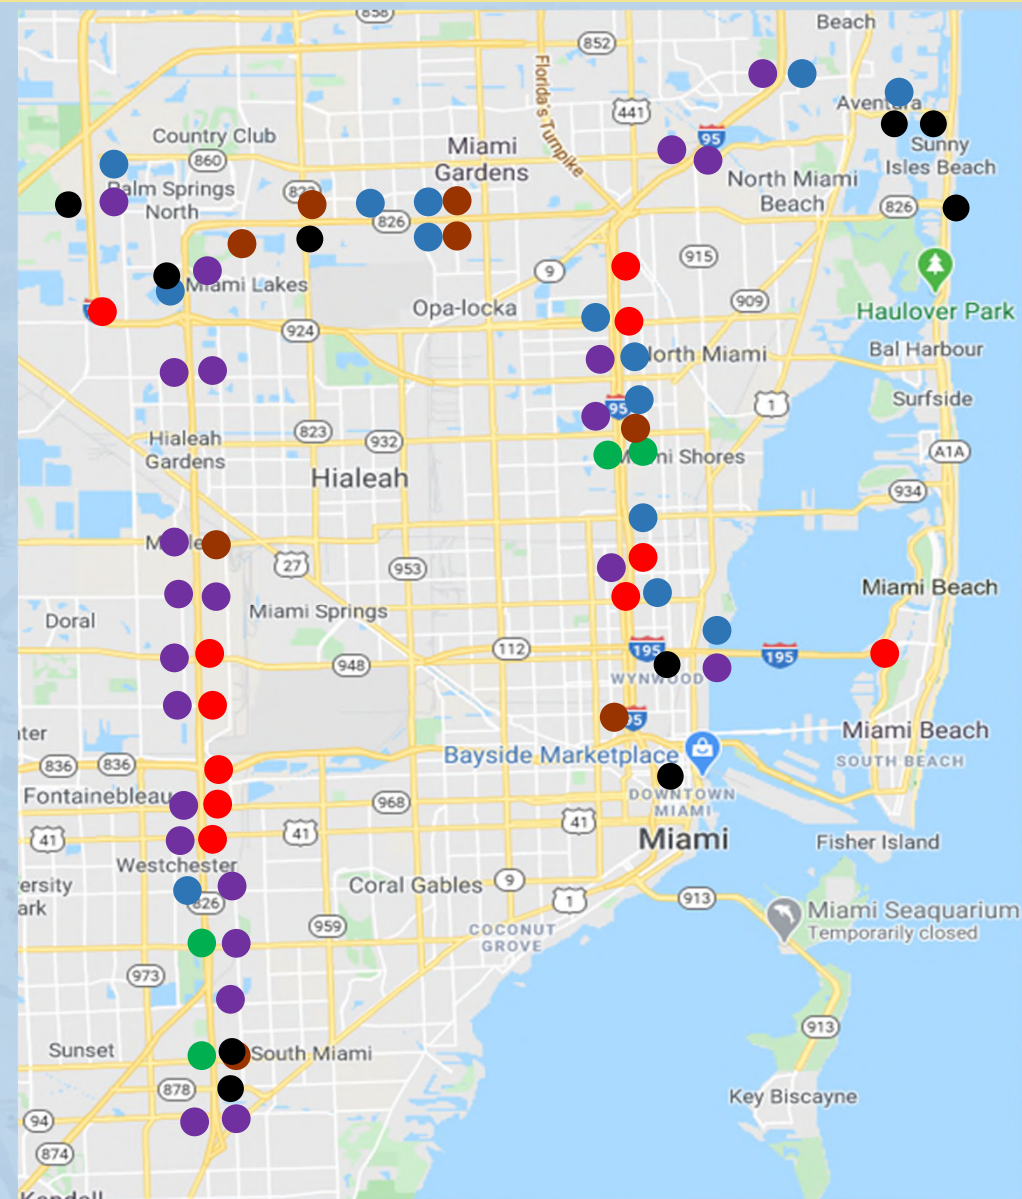 858
Beach
852
Florida's Turnpike
441
Aventura
95
Country Club
Miami
Gardens
Sunny
Isles Beach
860
Palm Springs
North
North Miami
Beach
826
826
915
9
Miami Lakes
Opa-locka
909
Haulover Park
924
North Miami
Bal Harbour
Surfside
95
1
823
932
Hialeah
Gardens
Miami Shores
A1A
Hialeah
934
27
953
Miami Beach
Miami Springs
Doral
112
195
195
948
WYNWOOD
95
Miami Beach
Bayside Marketplace
SOUTH BEACH
836
836
Fontainebleau
968
DOWNTOWN
MIAMI
41
41
41
Miami
Fisher Island
Westchester
Coral Gables
9
1
913
826
Miami Seaquarium
Temporarily closed
959
COCONUT
GROVE
973
913
Sunset
South Miami
878
Key Biscayne
94
874